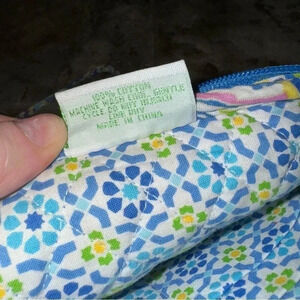 100% COTTON
MACHINE WASH COLD, GENTLE
CYCLE DO NOT BLEACH
LINE DRY
MADE IN CHINA